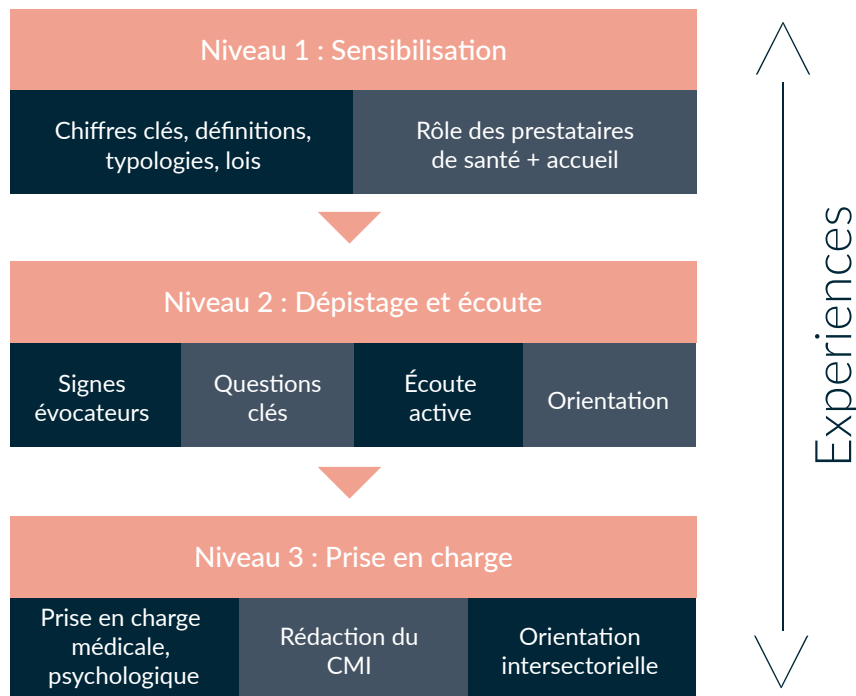 Niveau 1 : Sensibilisation
Chiffres clés, définitions,
typologies, lois
Rôle des prestataires
de santé + accueil
Niveau 2 : Dépistage et écoute
Signes
évocateurs
Questions
clés
Écoute
active
Orientation
Niveau 3 : Prise en charge
Prise en charge
médicale,
psychologique
Rédaction du
CMI
Orientation
intersectorielle
Experiences